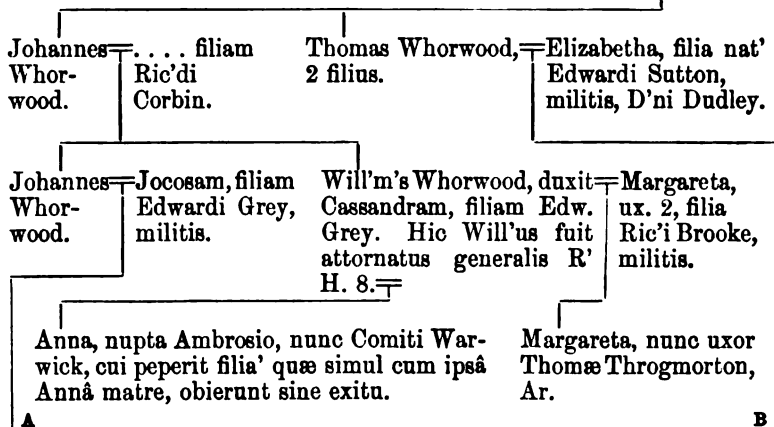 Johannes╤. . . . filiam
Whor-
wood.
Ric'di
Corbin.
Thomas Whorwood,╤Elizabetha, filia nat'
2 filius.
Edwardi Sutton,
militis, D'ni Dudley.
Johannes╤Jocosam, filiam
Whor-
wood.
Edwardi Grey,
militis.
Will'm's Whorwood, duxit╤Margareta,
Cassandram, filiam Edw.
Grey. Hic Will'us fuit
attornatus generalis R'
H. 8.╤
ux. 2, filia
Ric'i Brooke,
militis.
Anna, nupta Ambrosio, nunc Comiti War-
wick, cui peperit filia' quæ simul cum ipsâ
Annâ matre, obierunt sine exitu.
Margareta, nunc uxor
Thomæ Throgmorton,
Ar.
A
B